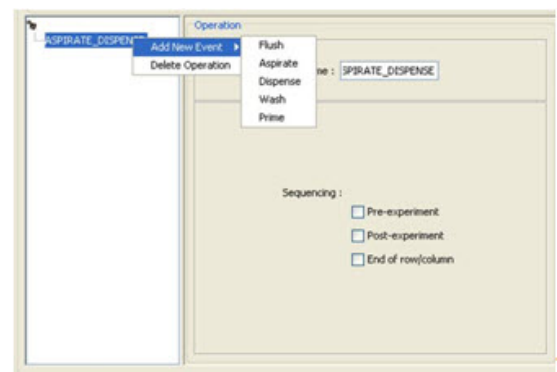 Operation
ASPIRATE_DISPEN
Add New Event
Delete Operation
Flush
Aspirate
Dispense
Wash
Prime
me : SPIRATE_DISPENSE
Sequencing :
Pre-experiment
Post-experiment
End of row/column